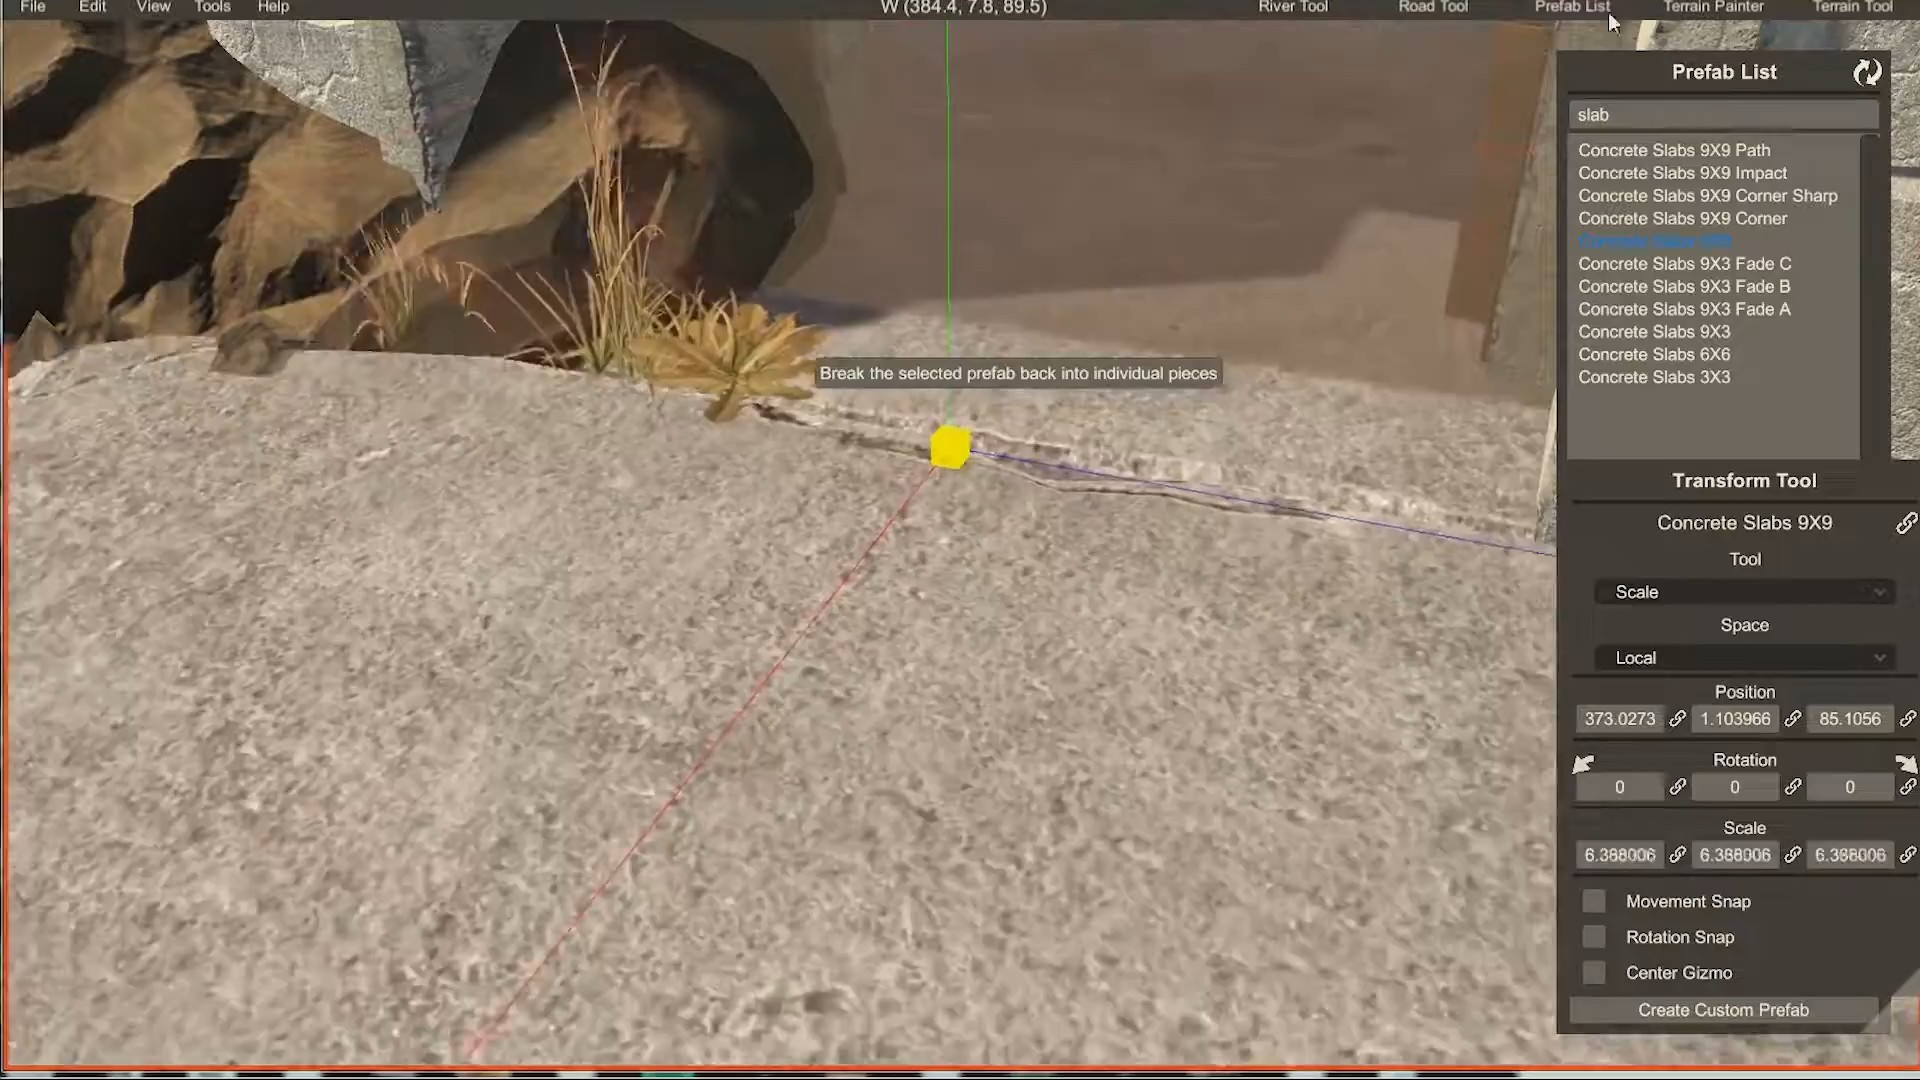 File Edit View Tools Help
W (384.4, 7.8, 89.5)
River Tool Road Tool Prefab List Terrain Painter Terrain Tool
Prefab List
slab
Concrete Slabs 9X9 Path
Concrete Slabs 9X9 Impact
Concrete Slabs 9X9 Corner Sharp
Concrete Slabs 9X9 Corner
Concrete Slabs 9X9
Concrete Slabs 9X3 Fade C
Concrete Slabs 9X3 Fade B
Concrete Slabs 9X3 Fade A
Concrete Slabs 9X3
Concrete Slabs 6X6
Concrete Slabs 3X3
Break the selected prefab back into individual pieces
Transform Tool
Concrete Slabs 9X9
Tool
Scale
Space
Local
Position
373.0273 1.103966 85.1056
Rotation
0 0 0
Scale
6.388006 6.388006 6.388006
Movement Snap
Rotation Snap
Center Gizmo
Create Custom Prefab